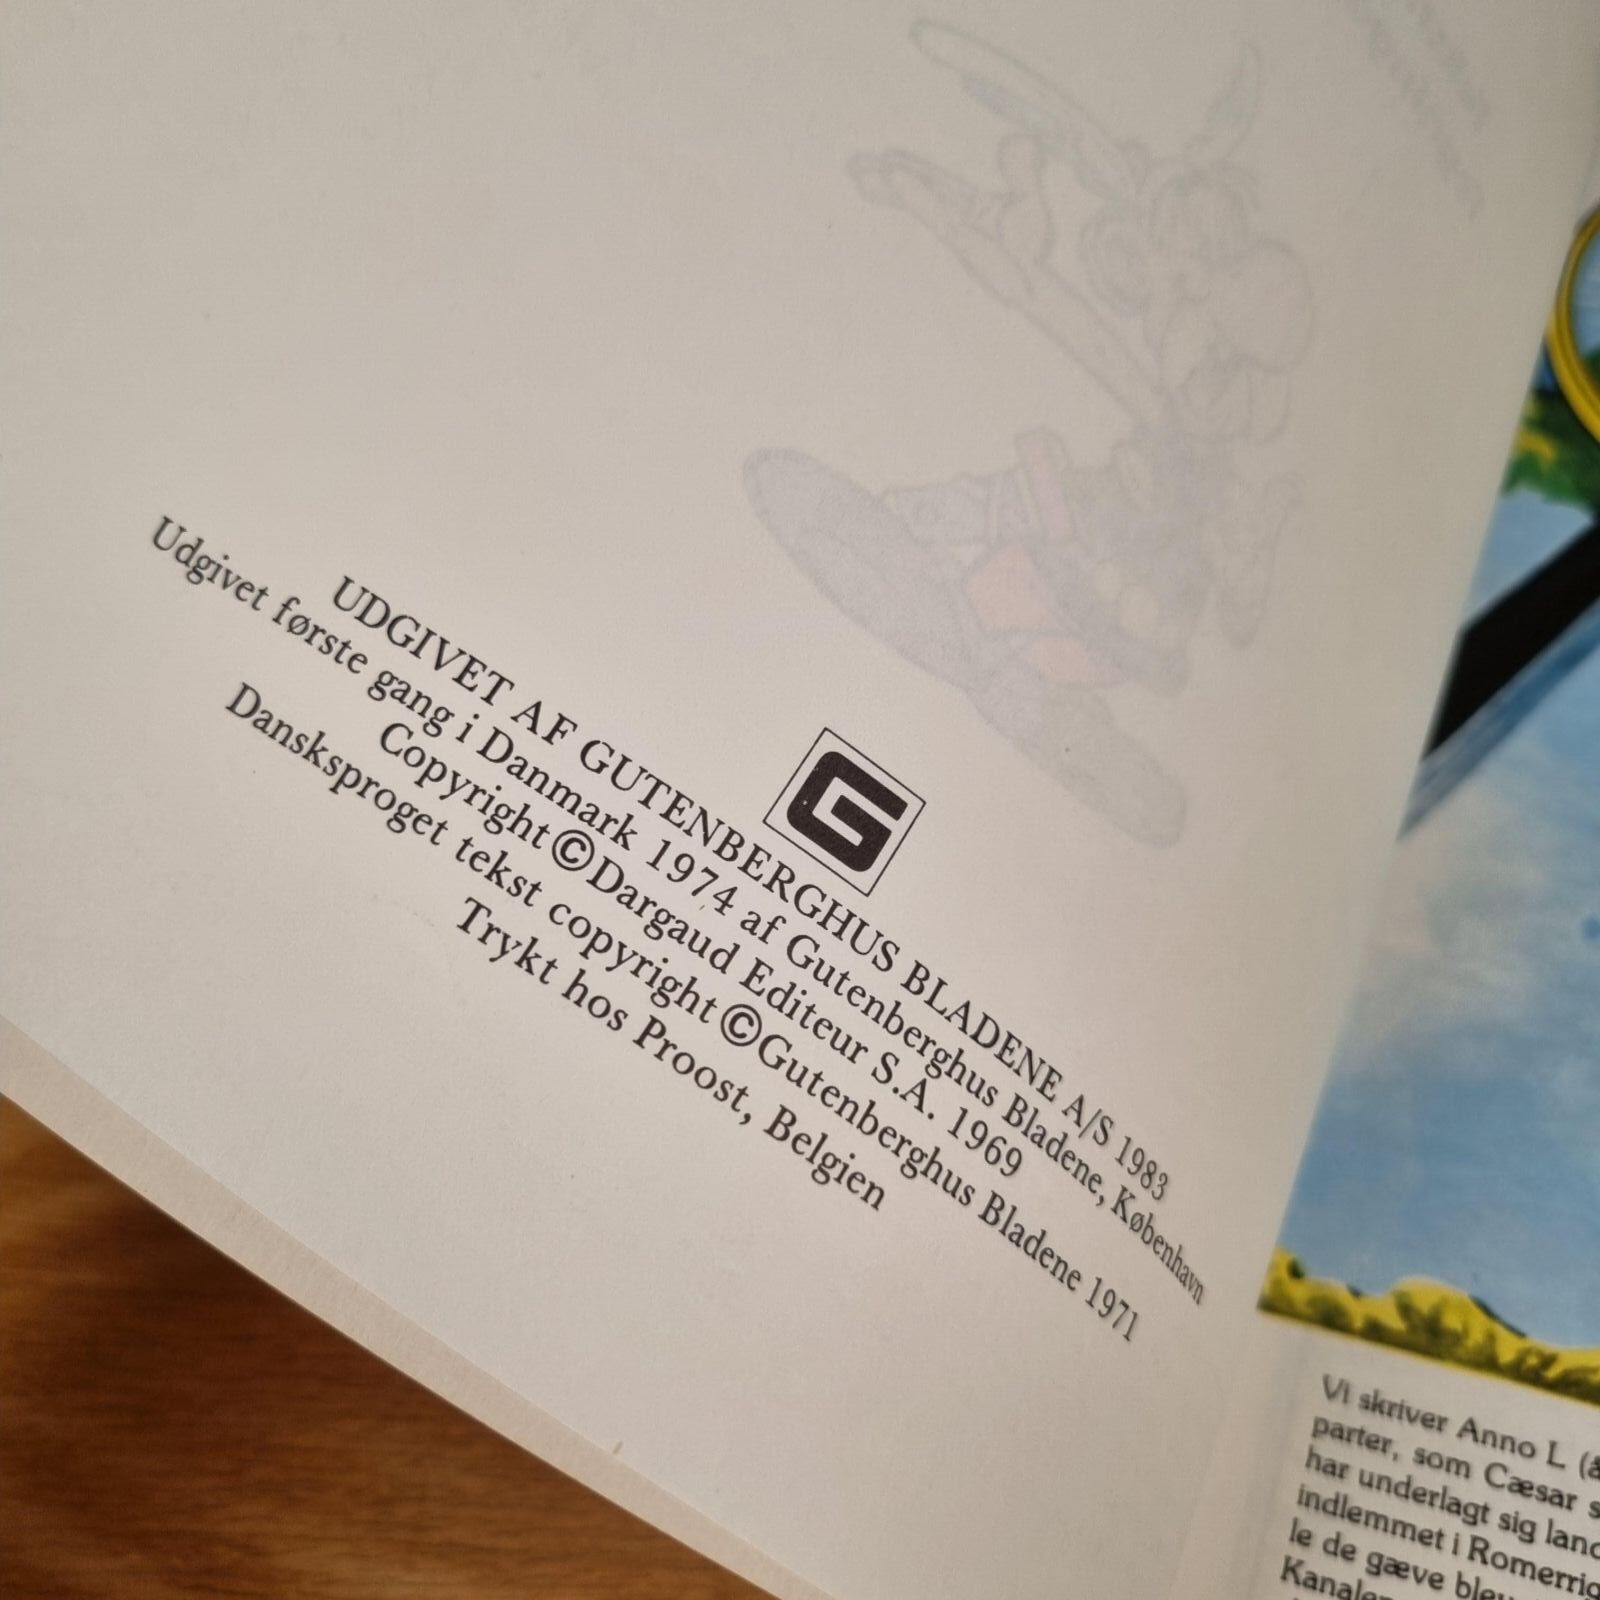 G
UDGIVET AF GUTENBERGHUS BLADENE A/S 1983
Udgivet første gang i Danmark 1974 af Gutenberghus Bladene, København
Copyright © Dargaud Editeur S.A. 1969
Dansksproget tekst copyright © Gutenberghus Bladene 1971
Trykt hos Proost, Belgien
Vi skriver Anno L (å
parter, som Cæsar s
har underlagt sig land
indlemmet i Romerrig
le de gæve